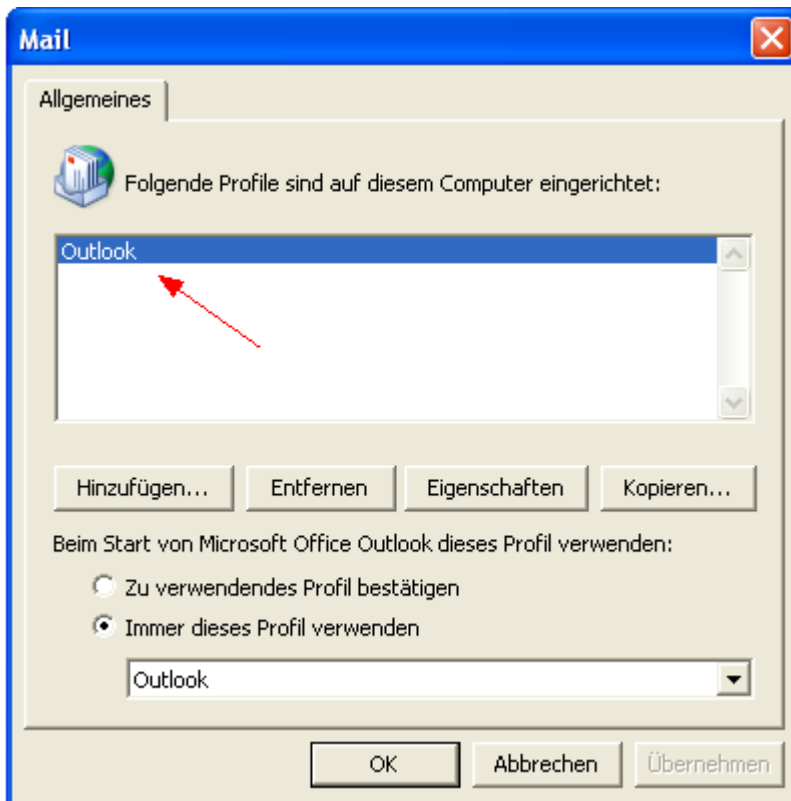 Mail
Allgemeines
Folgende Profile sind auf diesem Computer eingerichtet:
Outlook
Hinzufügen... Entfernen Eigenschaften Kopieren...
Beim Start von Microsoft Office Outlook dieses Profil verwenden:
Zu verwendendes Profil bestätigen
Immer dieses Profil verwenden
Outlook
OK Abbrechen Übernehmen